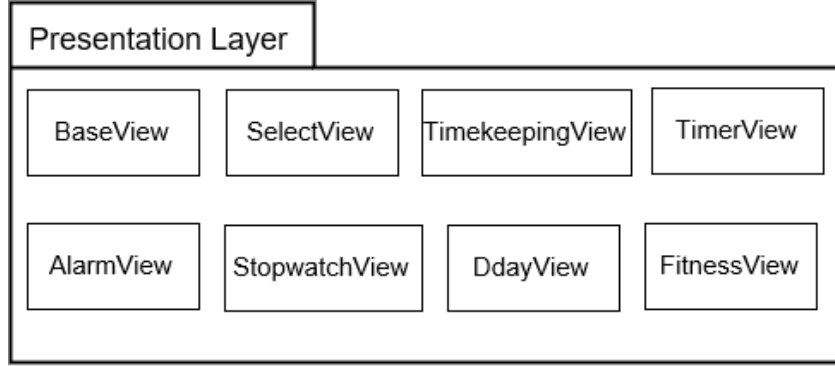 Presentation Layer
BaseView
SelectView
TimekeepingView
TimerView
AlarmView
StopwatchView
DdayView
FitnessView